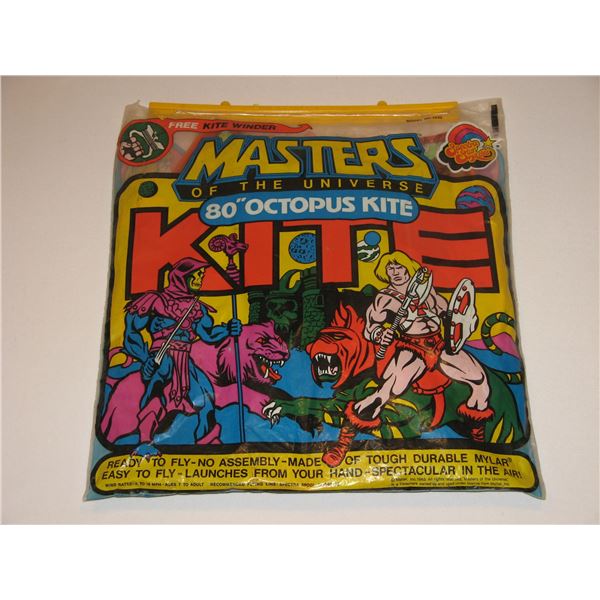 FREE KITE WINDER
MASTERS
OF THE UNIVERSE
80" OCTOPUS KITE
KITE
READY TO FLY-NO ASSEMBLY-MADE OF TOUGH DURABLE MYLAR®
EASY TO FLY-LAUNCHES FROM YOUR HAND-SPECTACULAR IN THE AIR!